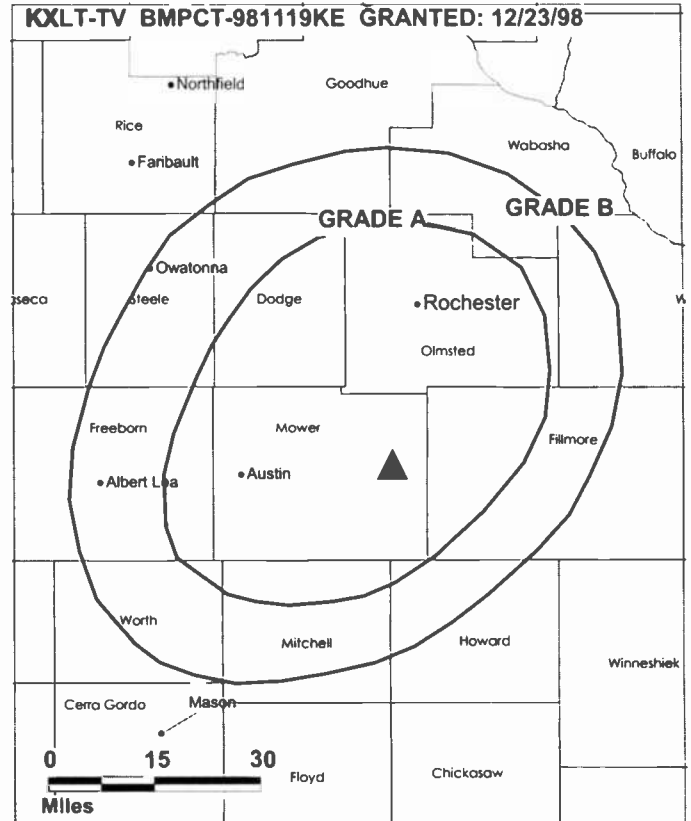 KXLT-TV BMPCT-981119KE GRANTED: 12/23/98
Northfield
Goodhue
Rice
Wabasha
Buffalo
Faribault
GRADE A
GRADE B
Owatonna
aseca
Steele
Dodge
Rochester
W
Olmsted
Freeborn
Mower
Fillmore
Albert Lea
Austin
Worth
Mitchell
Howard
Winneshiek
Cerra Gordo
Mason
0 15 30
Miles
Floyd
Chickasaw